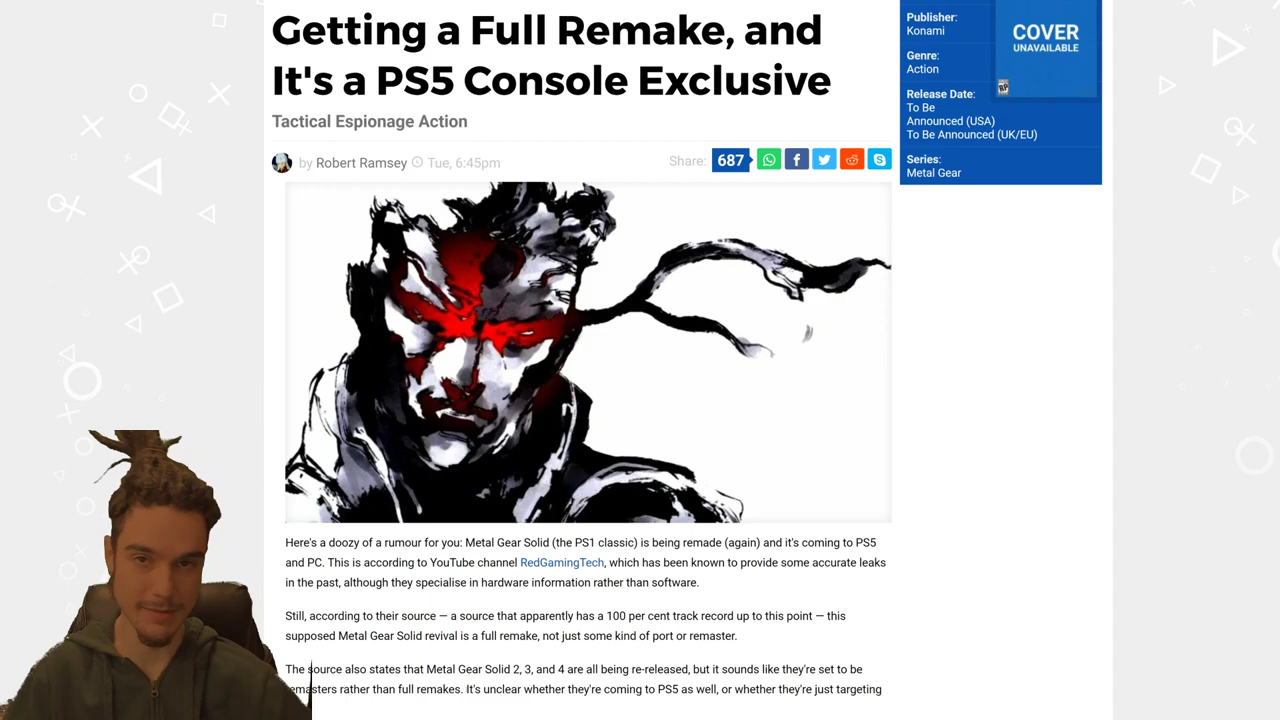 Getting a Full Remake, and
It's a PS5 Console Exclusive
Tactical Espionage Action
by Robert Ramsey Tue, 6:45pm
Share: 687
Here's a doozy of a rumour for you: Metal Gear Solid (the PS1 classic) is being remade (again) and it's coming to PS5
and PC. This is according to YouTube channel RedGamingTech, which has been known to provide some accurate leaks
in the past, although they specialise in hardware information rather than software.
Still, according to their source — a source that apparently has a 100 per cent track record up to this point — this
supposed Metal Gear Solid revival is a full remake, not just some kind of port or remaster.
The source also states that Metal Gear Solid 2, 3, and 4 are all being re-released, but it sounds like they're set to be
remasters rather than full remakes. It's unclear whether they're coming to PS5 as well, or whether they're just targeting
Publisher:
Konami
Genre:
Action
Release Date:
To Be
Announced (USA)
To Be Announced (UK/EU)
Series:
Metal Gear
COVER
UNAVAILABLE
RP